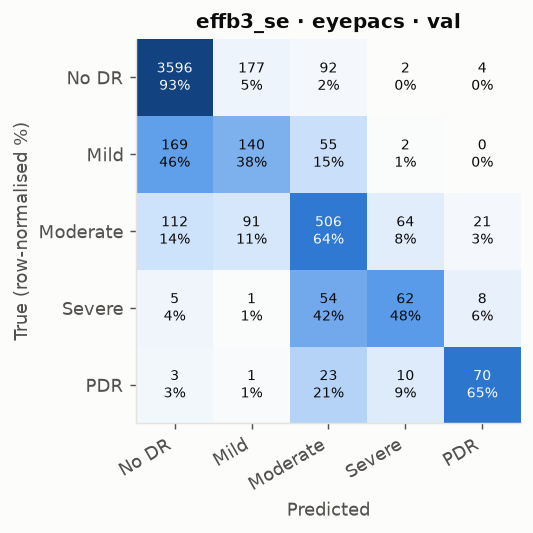 effb3_se · eyepacs · val
True (row-normalised %)
No DR
3596 177 92 2 4
93% 5% 2% 0% 0%
Mild
169 140 55 2 0
46% 38% 15% 1% 0%
Moderate
112 91 506 64 21
14% 11% 64% 8% 3%
Severe
5 1 54 62 8
4% 1% 42% 48% 6%
PDR
3 1 23 10 70
3% 1% 21% 9% 65%
No DR Mild Moderate Severe PDR
Predicted